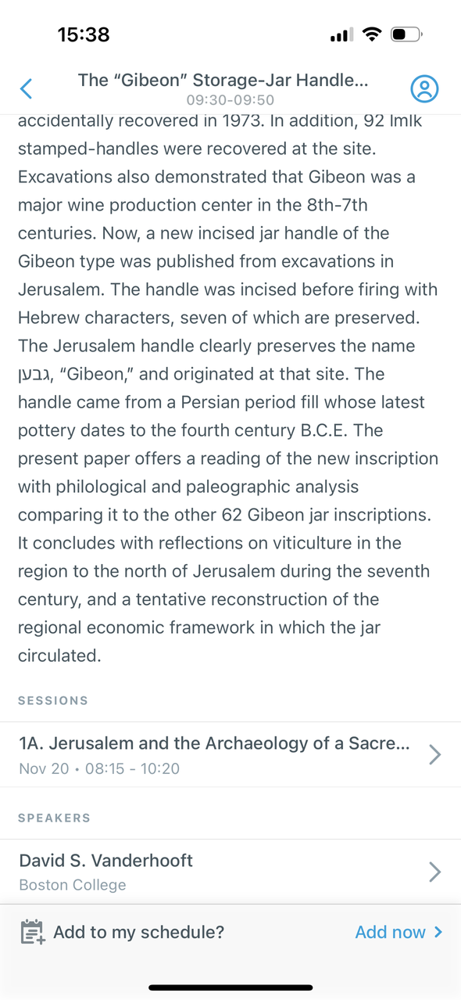 15:38
The “Gibeon” Storage-Jar Handle...
09:30-09:50
accidentally recovered in 1973. In addition, 92 lmlk
stamped-handles were recovered at the site.
Excavations also demonstrated that Gibeon was a
major wine production center in the 8th-7th
centuries. Now, a new incised jar handle of the
Gibeon type was published from excavations in
Jerusalem. The handle was incised before firing with
Hebrew characters, seven of which are preserved.
The Jerusalem handle clearly preserves the name
גבען, “Gibeon,” and originated at that site. The
handle came from a Persian period fill whose latest
pottery dates to the fourth century B.C.E. The
present paper offers a reading of the new inscription
with philological and paleographic analysis
comparing it to the other 62 Gibeon jar inscriptions.
It concludes with reflections on viticulture in the
region to the north of Jerusalem during the seventh
century, and a tentative reconstruction of the
regional economic framework in which the jar
circulated.
SESSIONS
1A. Jerusalem and the Archaeology of a Sacre...
Nov 20 • 08:15 - 10:20
SPEAKERS
David S. Vanderhooft
Boston College
Add to my schedule? Add now